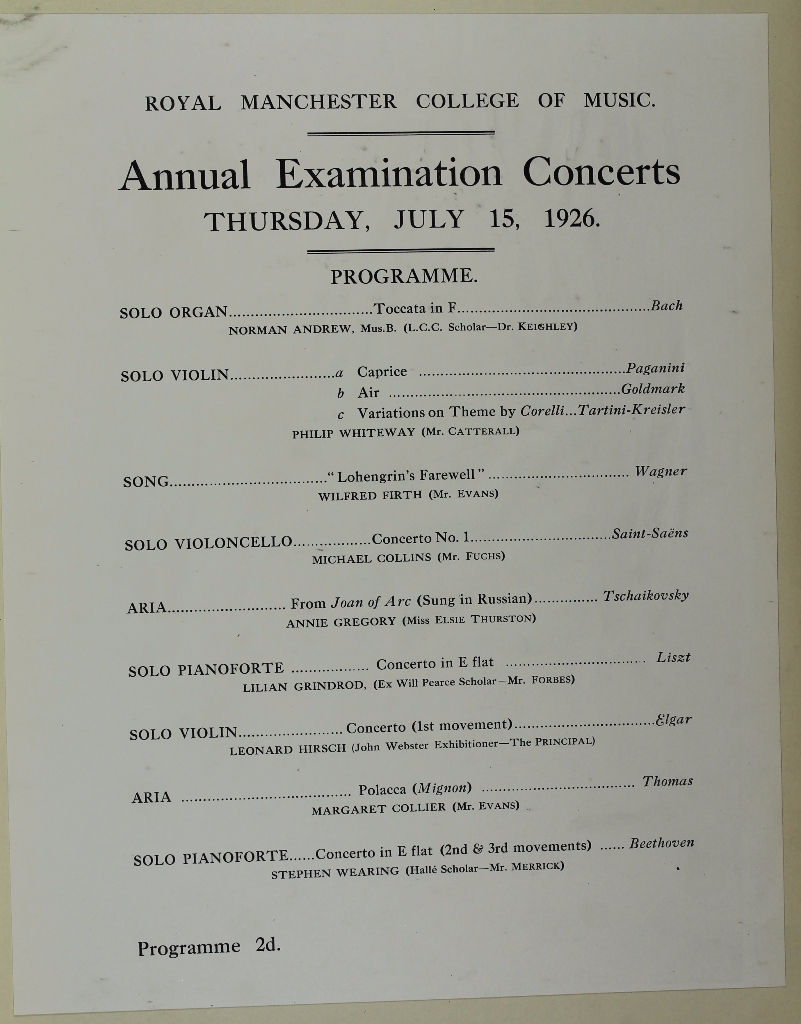 ROYAL MANCHESTER COLLEGE OF MUSIC.
Annual Examination Concerts
THURSDAY, JULY 15, 1926.
PROGRAMME.
SOLO ORGAN................................Toccata in F...........................................Bach
NORMAN ANDREW, Mus.B. (L.C.C. Scholar—Dr. KEIGHLEY)
SOLO VIOLIN........................a Caprice ...............................................Paganini
b Air .....................................................Goldmark
c Variations on Theme by Corelli...Tartini-Kreisler
PHILIP WHITEWAY (Mr. CATTERALL)
SONG....................................“Lohengrin's Farewell” ................................ Wagner
WILFRED FIRTH (Mr. EVANS)
SOLO VIOLONCELLO..................Concerto No. 1................................Saint-Saëns
MICHAEL COLLINS (Mr. FUCHS)
ARIA........................... From Joan of Arc (Sung in Russian)............... Tschaikovsky
ANNIE GREGORY (Miss ELSIE THURSTON)
SOLO PIANOFORTE .................. Concerto in E flat ................................ Liszt
LILIAN GRINDROD, (Ex Will Pearce Scholar—Mr. FORBES)
SOLO VIOLIN........................ Concerto (1st movement)................................Elgar
LEONARD HIRSCH (John Webster Exhibitioner—The PRINCIPAL)
ARIA ....................................... Polacca (Mignon) ................................... Thomas
MARGARET COLLIER (Mr. EVANS)
SOLO PIANOFORTE......Concerto in E flat (2nd & 3rd movements) ...... Beethoven
STEPHEN WEARING (Hallé Scholar—Mr. MERRICK)
Programme 2d.